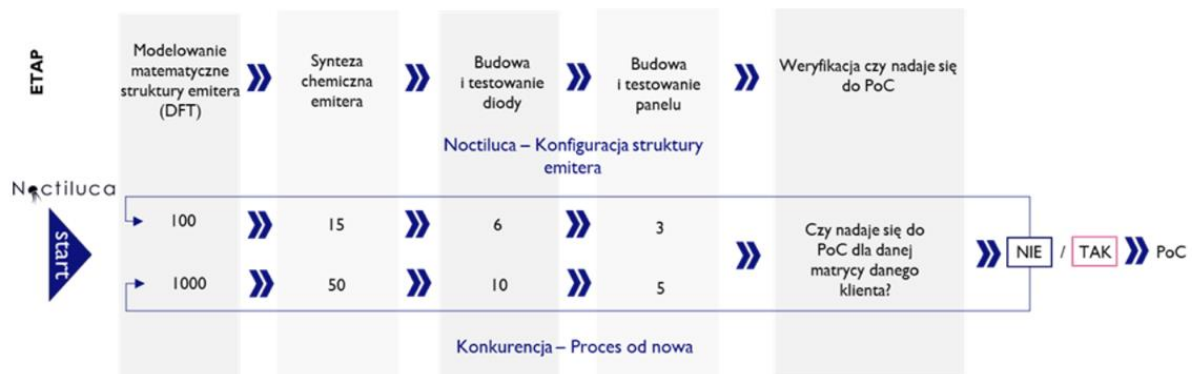 ETAP
Modelowanie
matematyczne
struktury emitera
(DFT)
Synteza
chemiczna
emitera
Budowa
i testowanie
diody
Budowa
i testowanie
panelu
Weryfikacja czy nadaje się
do PoC
Noctiluca – Konfiguracja struktury
emitera
Noctiluca
start
100
15
6
3
1000
50
10
5
Czy nadaje się do
PoC dla danej
matrycy danego
klienta?
NIE / TAK PoC
Konkurencja – Proces od nowa